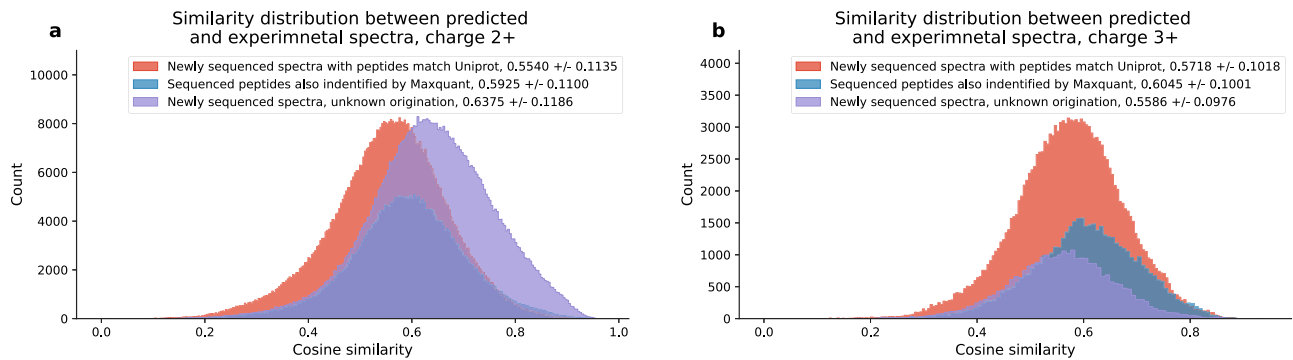 a
Similarity distribution between predicted
and experimnetal spectra, charge 2+
Newly sequenced spectra with peptides match Uniprot, 0.5540 +/- 0.1135
Sequenced peptides also indentified by Maxquant, 0.5925 +/- 0.1100
Newly sequenced spectra, unknown origination, 0.6375 +/- 0.1186
10000
8000
6000
4000
2000
0
Count
0.0 0.2 0.4 0.6 0.8 1.0
Cosine similarity
b
Similarity distribution between predicted
and experimnetal spectra, charge 3+
Newly sequenced spectra with peptides match Uniprot, 0.5718 +/- 0.1018
Sequenced peptides also indentified by Maxquant, 0.6045 +/- 0.1001
Newly sequenced spectra, unknown origination, 0.5586 +/- 0.0976
4000
3500
3000
2500
2000
1500
1000
500
0
Count
0.0 0.2 0.4 0.6 0.8
Cosine similarity